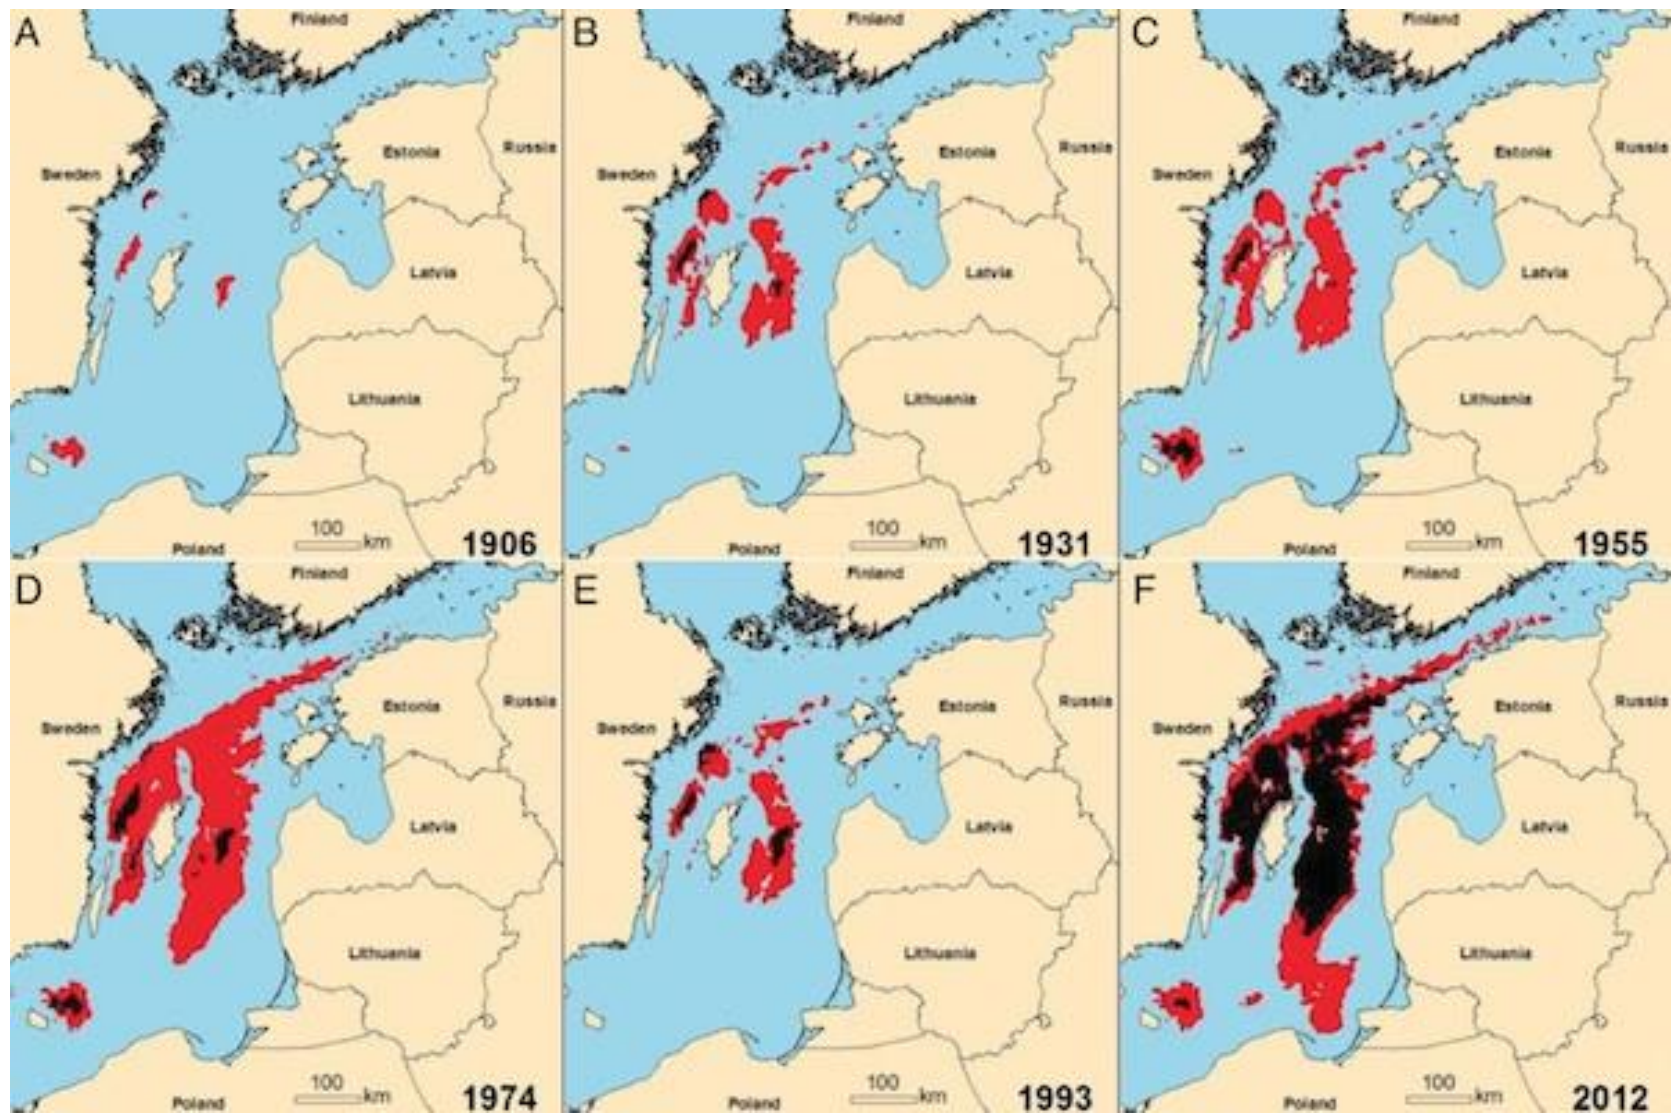 A
Finland
Sweden
Estonia
Russia
Latvia
Lithuania
Poland
100
km
1906
B
Finland
Sweden
Estonia
Russia
Latvia
Lithuania
Poland
100
km
1931
C
Finland
Sweden
Estonia
Russia
Latvia
Lithuania
Poland
100
km
1955
D
Finland
Sweden
Estonia
Russia
Latvia
Lithuania
Poland
100
km
1974
E
Finland
Sweden
Estonia
Russia
Latvia
Lithuania
Poland
100
km
1993
F
Finland
Sweden
Estonia
Russia
Latvia
Lithuania
Poland
100
km
2012